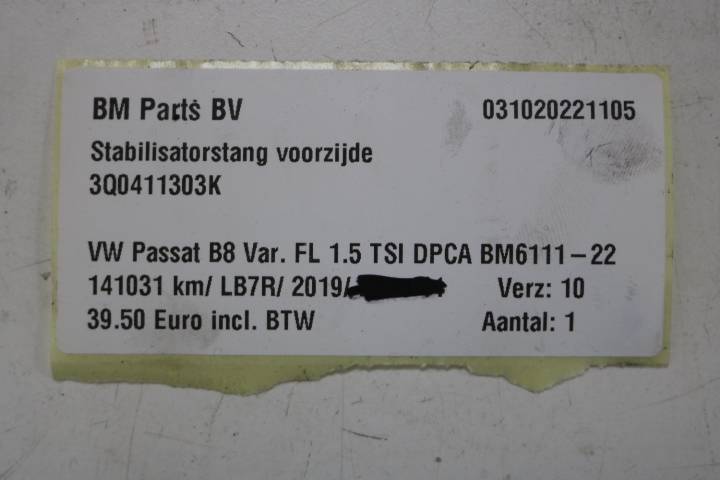 BM Parts BV 031020221105
Stabilisatorstang voorzijde
3Q0411303K
VW Passat B8 Var. FL 1.5 TSI DPCA BM6111-22
141031 km/ LB7R/ 2019/ Verz: 10
39.50 Euro incl. BTW Aantal: 1